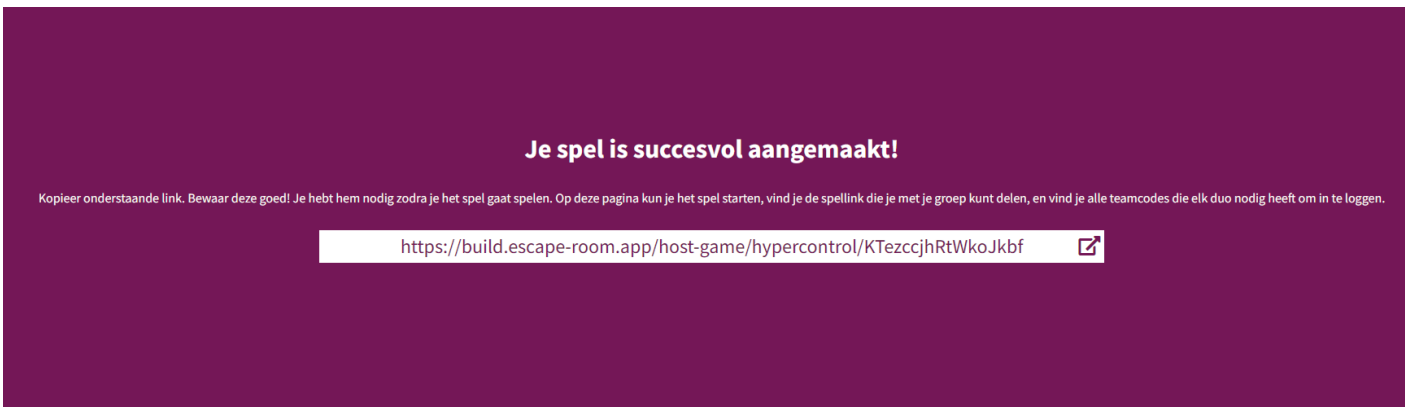 Je spel is succesvol aangemaakt!
Kopieer onderstaande link. Bewaar deze goed! Je hebt hem nodig zodra je het spel gaat spelen. Op deze pagina kun je het spel starten, vind je de spellink die je met je groep kunt delen, en vind je alle teamcodes die elk duo nodig heeft om in te loggen.
https://build.escape-room.app/host-game/hypercontrol/KTezccjhRtWkoJkbf